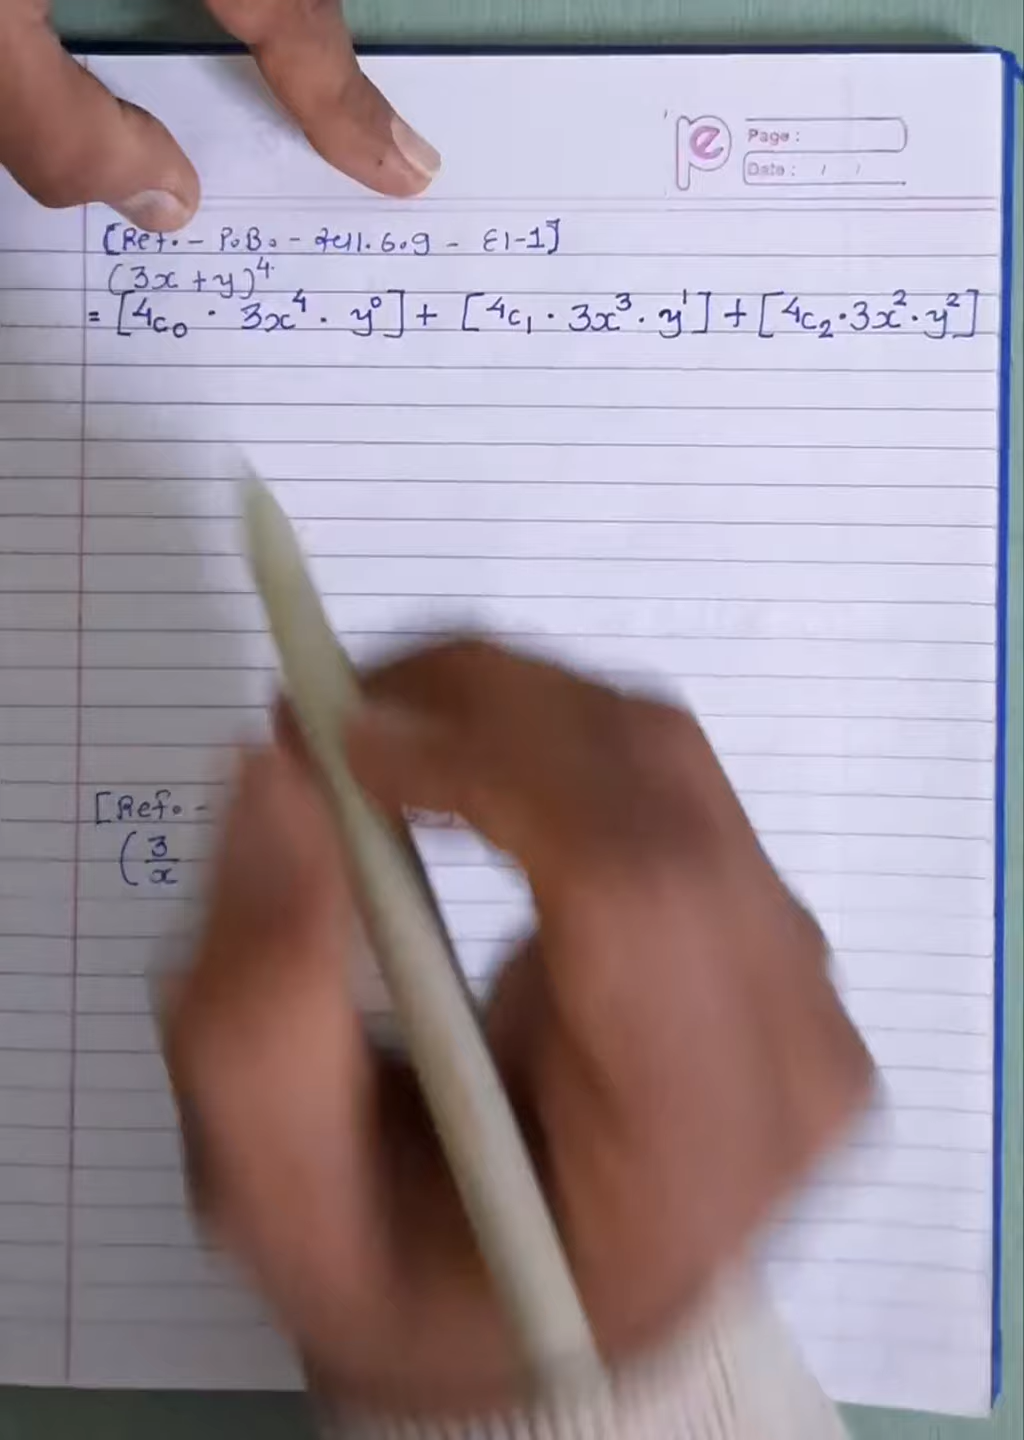 Page :
Date : / /
[Ref. - P.B. - 7c11.6.9 - E1-1]
(3x + y)⁴
= [4c₀ · 3x⁴ · y⁰] + [4c₁ · 3x³ · y¹] + [4c₂ · 3x² · y²]
[Ref. -
(3/x